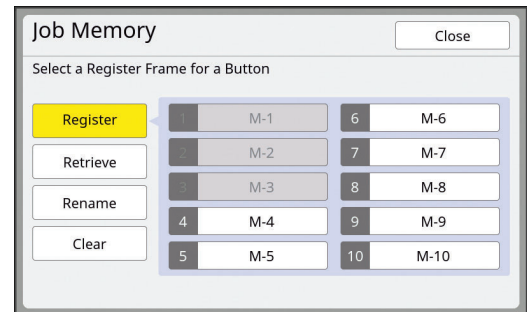 Job Memory
Close
Select a Register Frame for a Button
Register
Retrieve
Rename
Clear
1 M-1
2 M-2
3 M-3
4 M-4
5 M-5
6 M-6
7 M-7
8 M-8
9 M-9
10 M-10